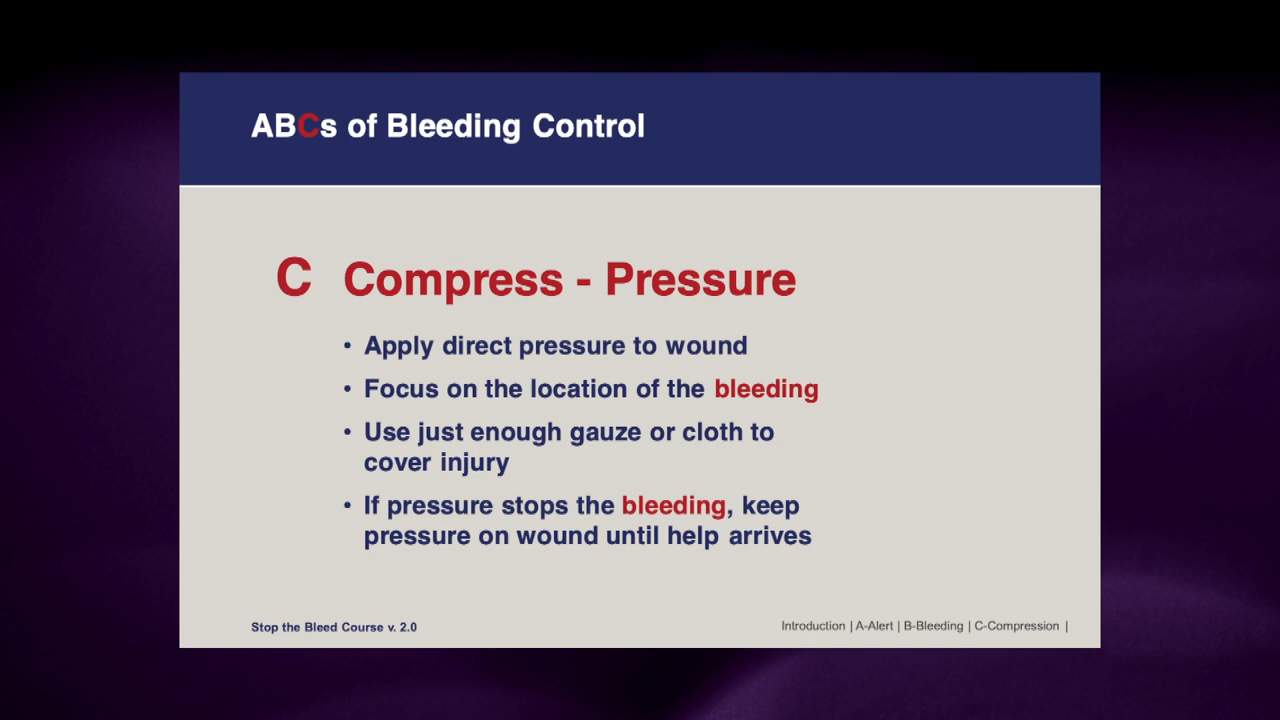 ABCs of Bleeding Control
C Compress - Pressure
• Apply direct pressure to wound
• Focus on the location of the bleeding
• Use just enough gauze or cloth to
cover injury
• If pressure stops the bleeding, keep
pressure on wound until help arrives
Stop the Bleed Course v. 2.0
Introduction | A-Alert | B-Bleeding | C-Compression |